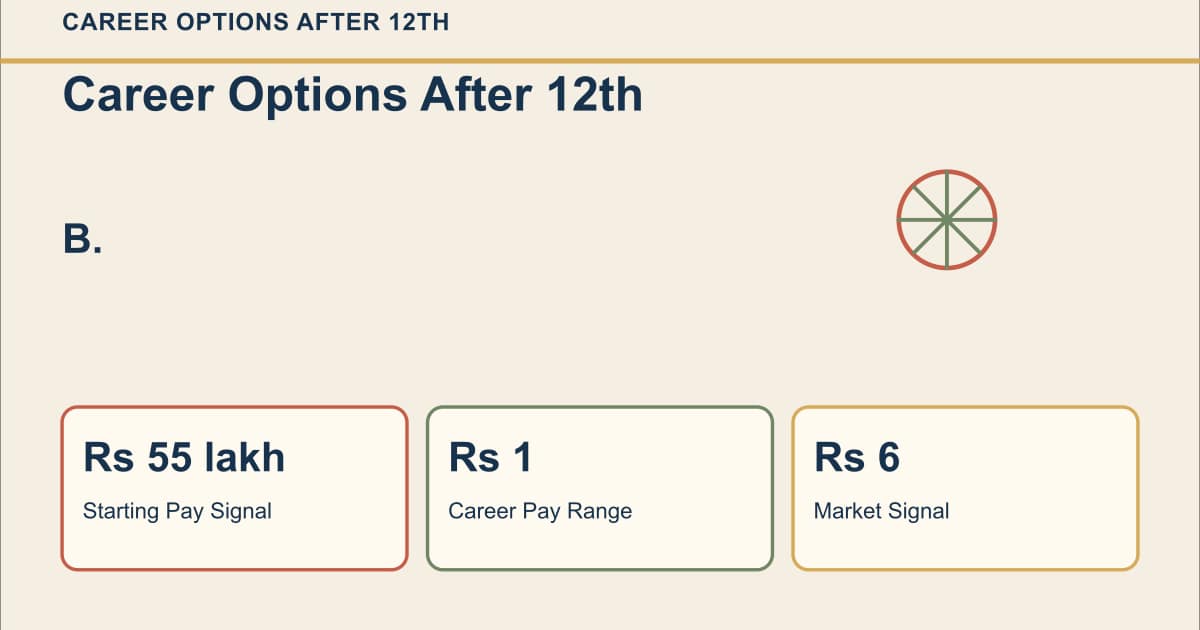 CAREER OPTIONS AFTER 12TH
Career Options After 12th
B.
Rs 55 lakh
Starting Pay Signal
Rs 1
Career Pay Range
Rs 6
Market Signal